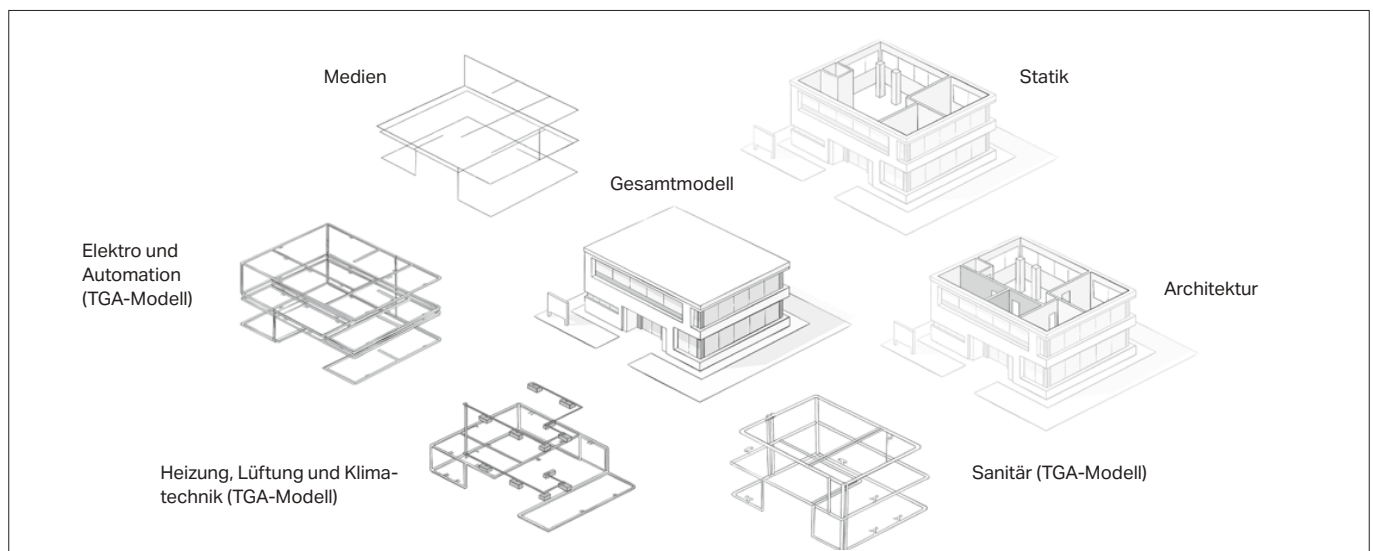 Medien
Statik
Gesamtmodell
Elektro und
Automation
(TGA-Modell)
Architektur
Heizung, Lüftung und Klima-
technik (TGA-Modell)
Sanitär (TGA-Modell)